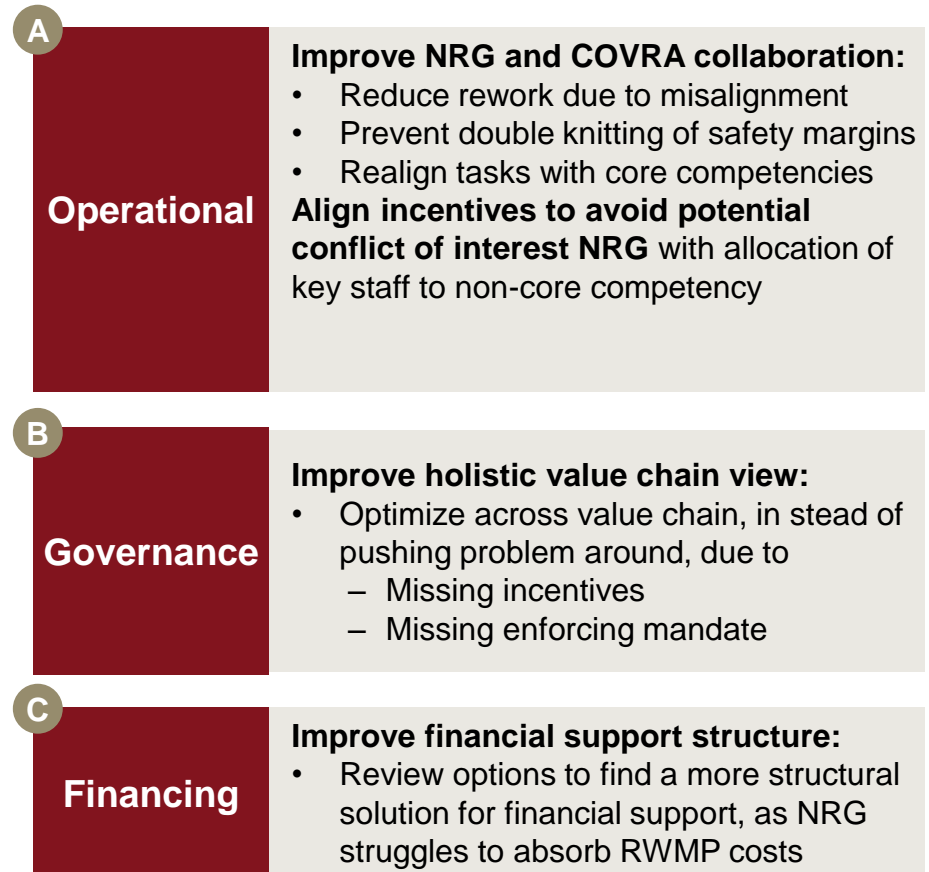 A
Operational
Improve NRG and COVRA collaboration:
• Reduce rework due to misalignment
• Prevent double knitting of safety margins
• Realign tasks with core competencies
Align incentives to avoid potential
conflict of interest NRG with allocation of
key staff to non-core competency
B
Governance
Improve holistic value chain view:
• Optimize across value chain, in stead of
pushing problem around, due to
– Missing incentives
– Missing enforcing mandate
C
Financing
Improve financial support structure:
• Review options to find a more structural
solution for financial support, as NRG
struggles to absorb RWMP costs